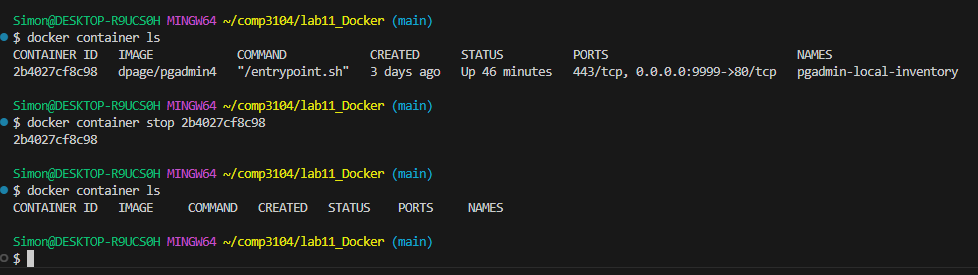 Simon@DESKTOP-R9UCS0H MINGW64 ~/comp3104/lab11_Docker (main)
$ docker container ls
CONTAINER ID   IMAGE            COMMAND            CREATED      STATUS          PORTS                           NAMES
2b4027cf8c98   dpage/pgadmin4   "/entrypoint.sh"   3 days ago   Up 46 minutes   443/tcp, 0.0.0.0:9999->80/tcp   pgadmin-local-inventory
Simon@DESKTOP-R9UCS0H MINGW64 ~/comp3104/lab11_Docker (main)
$ docker container stop 2b4027cf8c98
2b4027cf8c98
Simon@DESKTOP-R9UCS0H MINGW64 ~/comp3104/lab11_Docker (main)
$ docker container ls
CONTAINER ID   IMAGE     COMMAND   CREATED   STATUS    PORTS     NAMES
Simon@DESKTOP-R9UCS0H MINGW64 ~/comp3104/lab11_Docker (main)
$